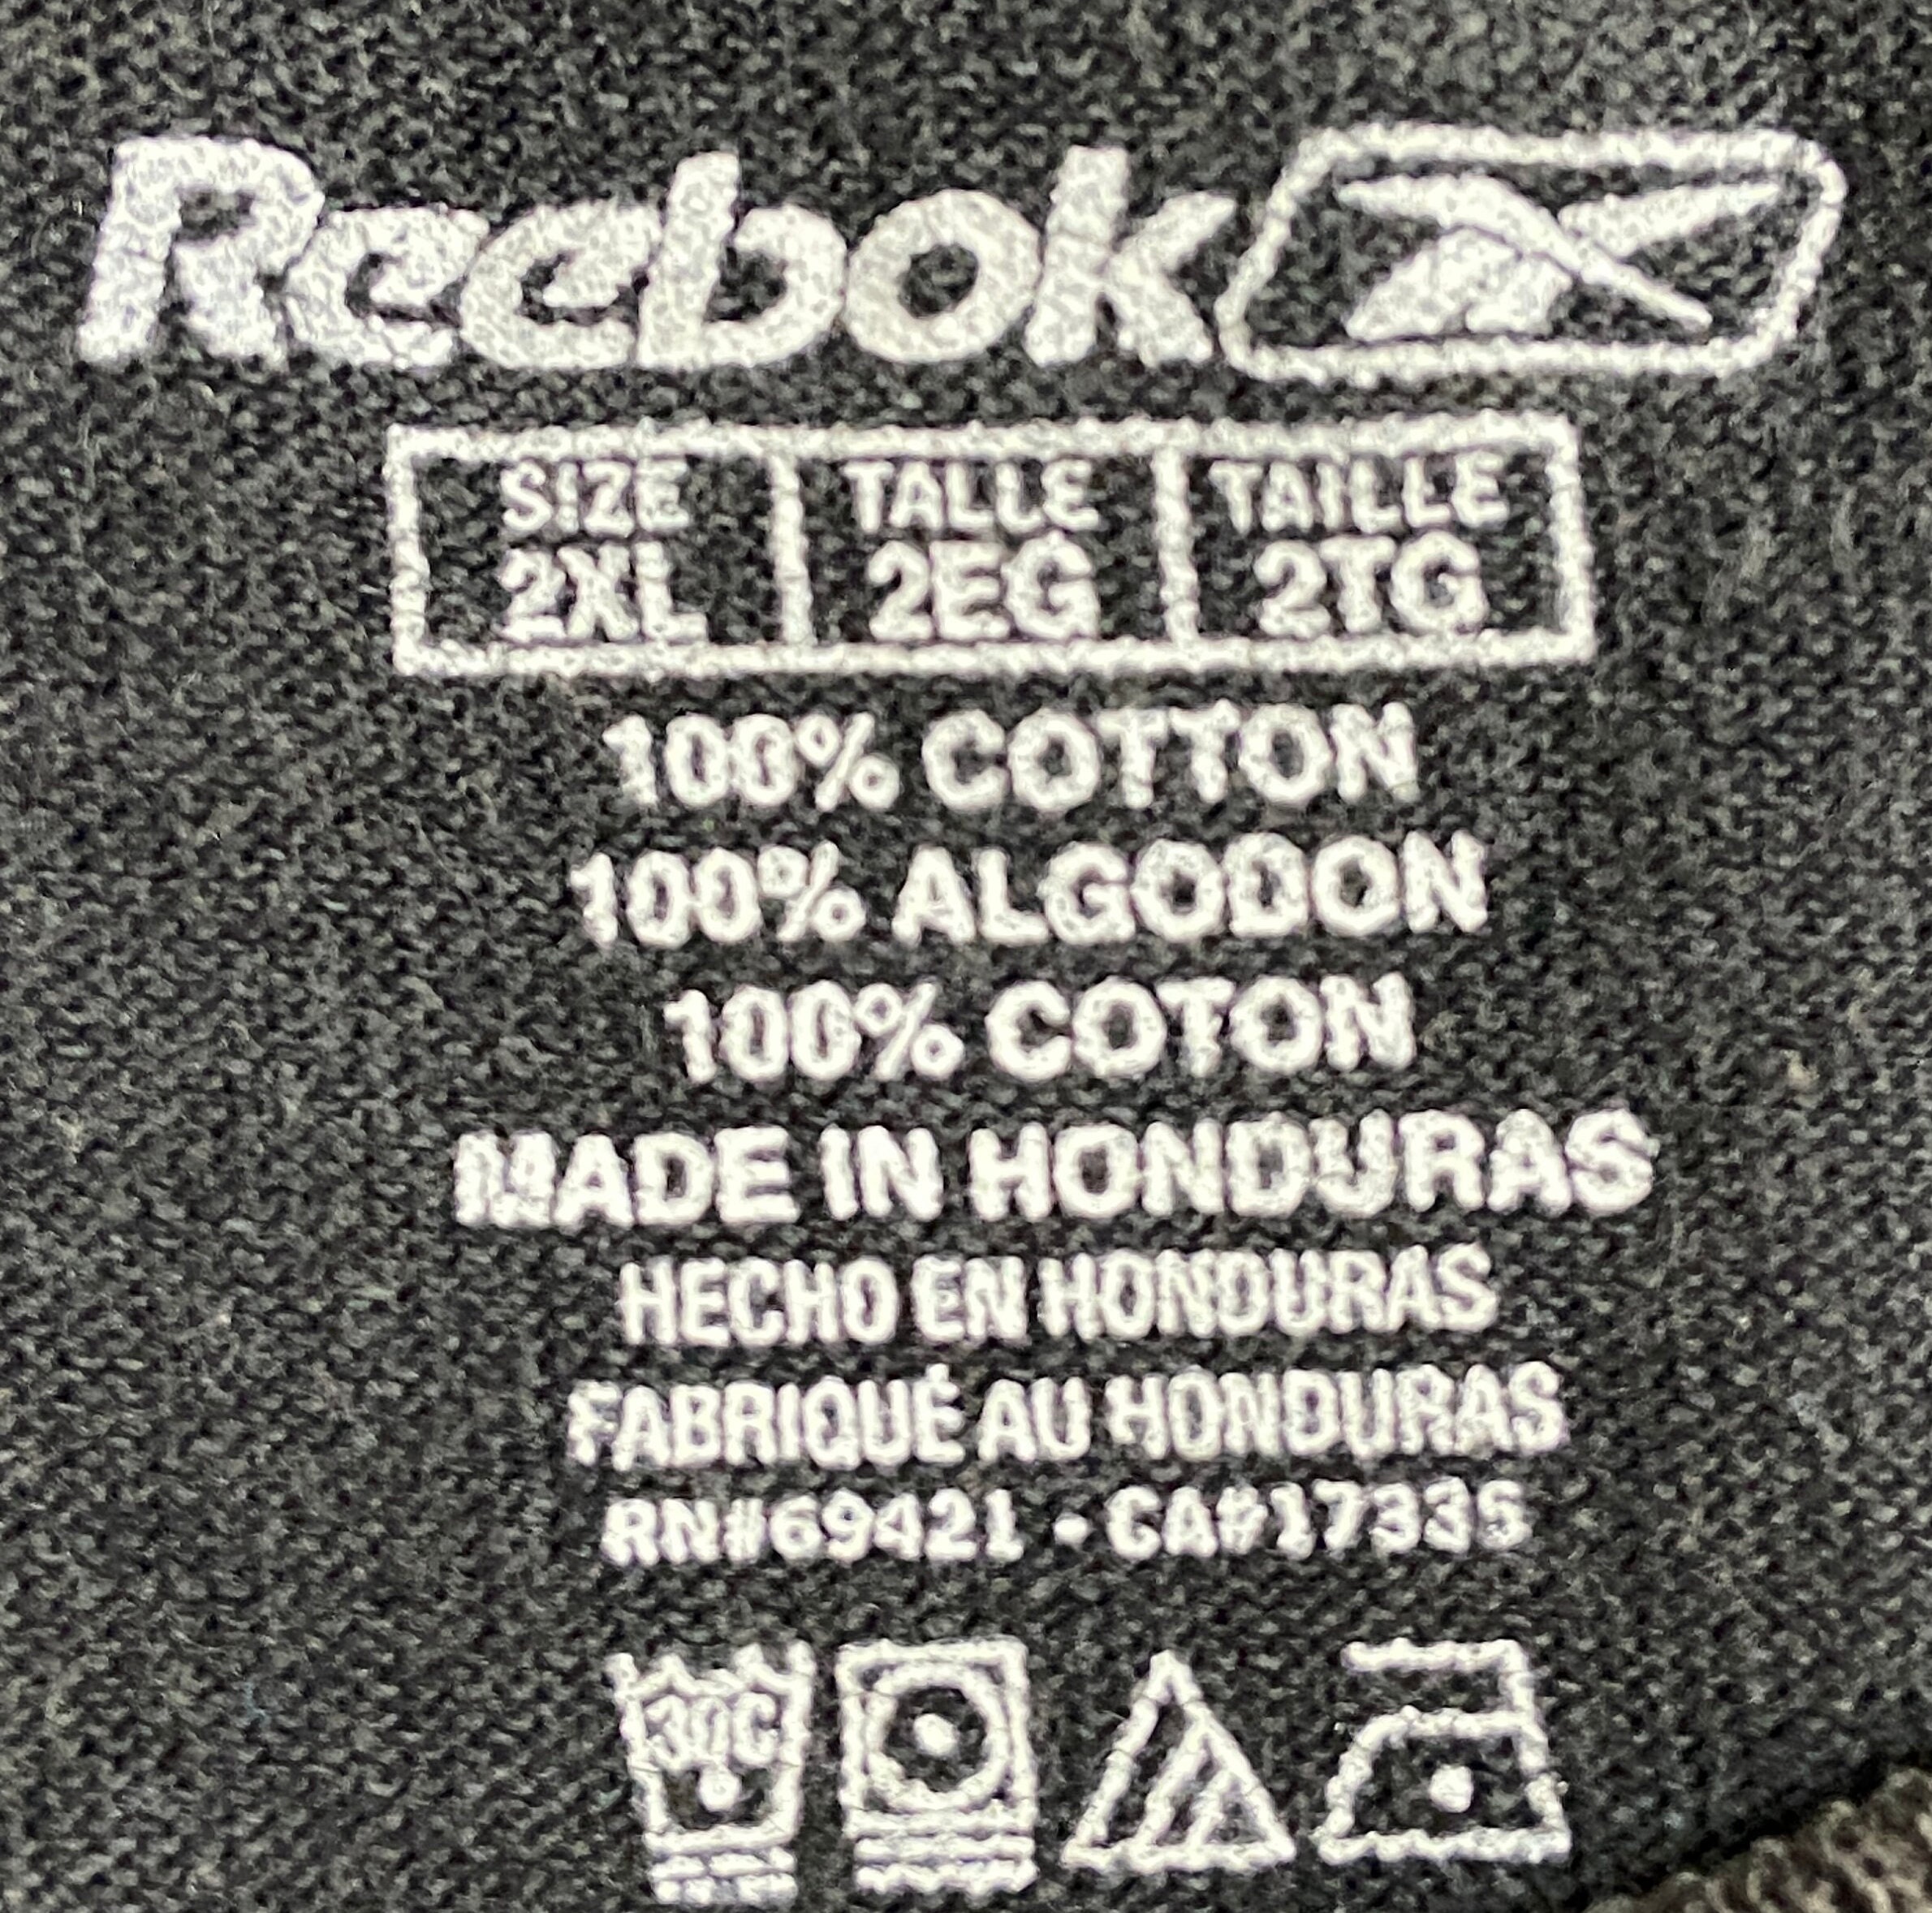 Reebok
SIZE TALLE TAILLE
2XL 2EG 2TG
100% COTTON
100% ALGODON
100% COTON
MADE IN HONDURAS
HECHO EN HONDURAS
FABRIQUÉ AU HONDURAS
RN#69421 - CA#17335
30C